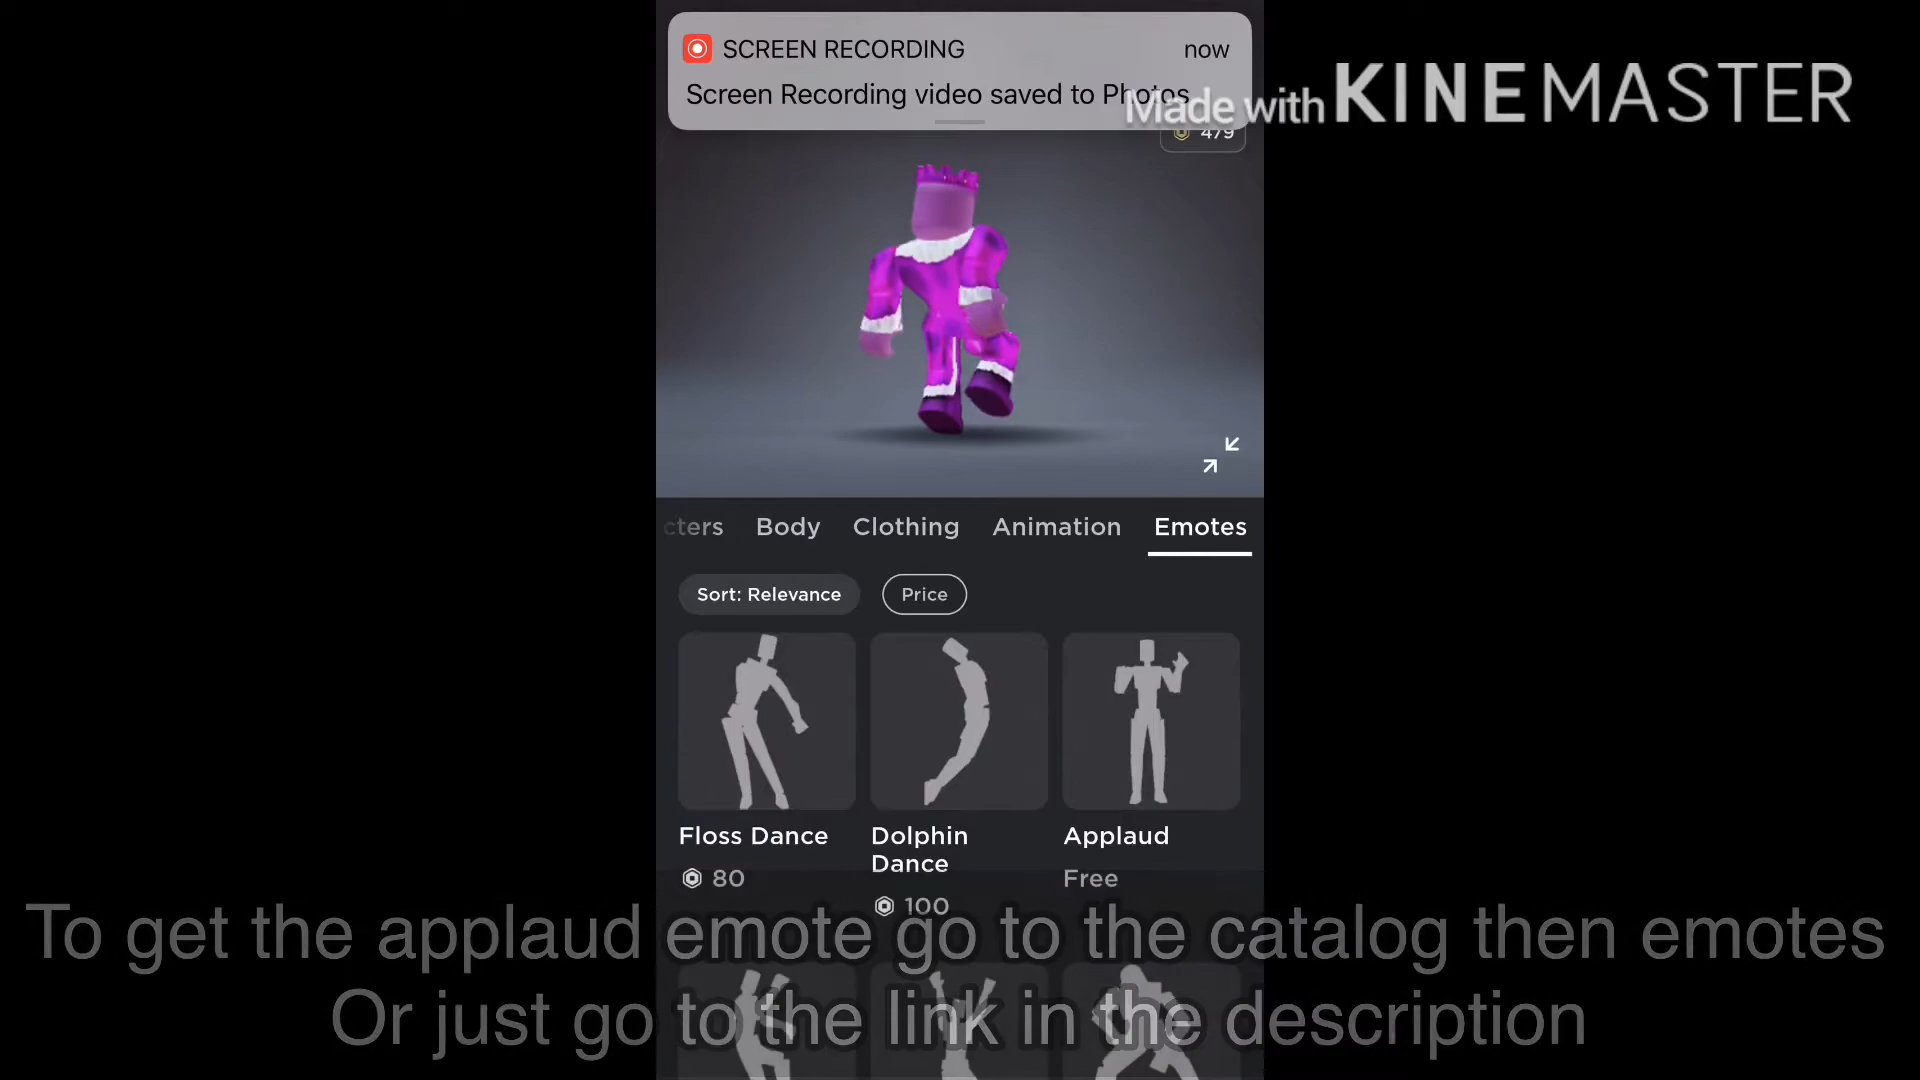 SCREEN RECORDING now
Screen Recording video saved to Photos
Made with KINEMASTER
479
cters Body Clothing Animation Emotes
Sort: Relevance Price
Floss Dance Dolphin Dance Applaud
80 100 Free
To get the applaud emote go to the catalog then emotes
Or just go to the link in the description